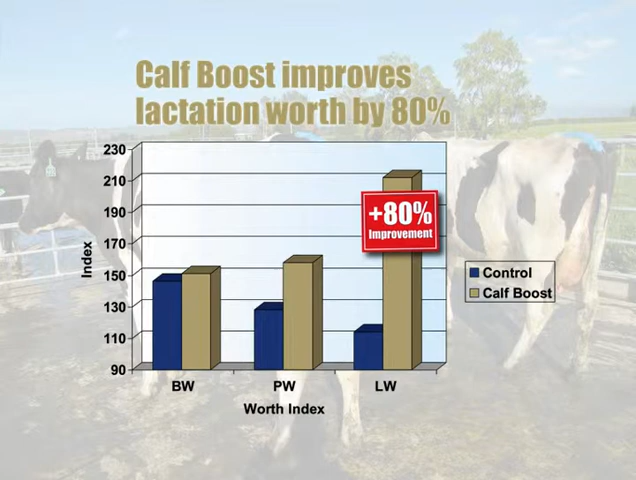 Calf Boost improves
lactation worth by 80%
230
210
190
170
150
130
110
90
Index
+80%
Improvement
Control
Calf Boost
BW PW LW
Worth Index